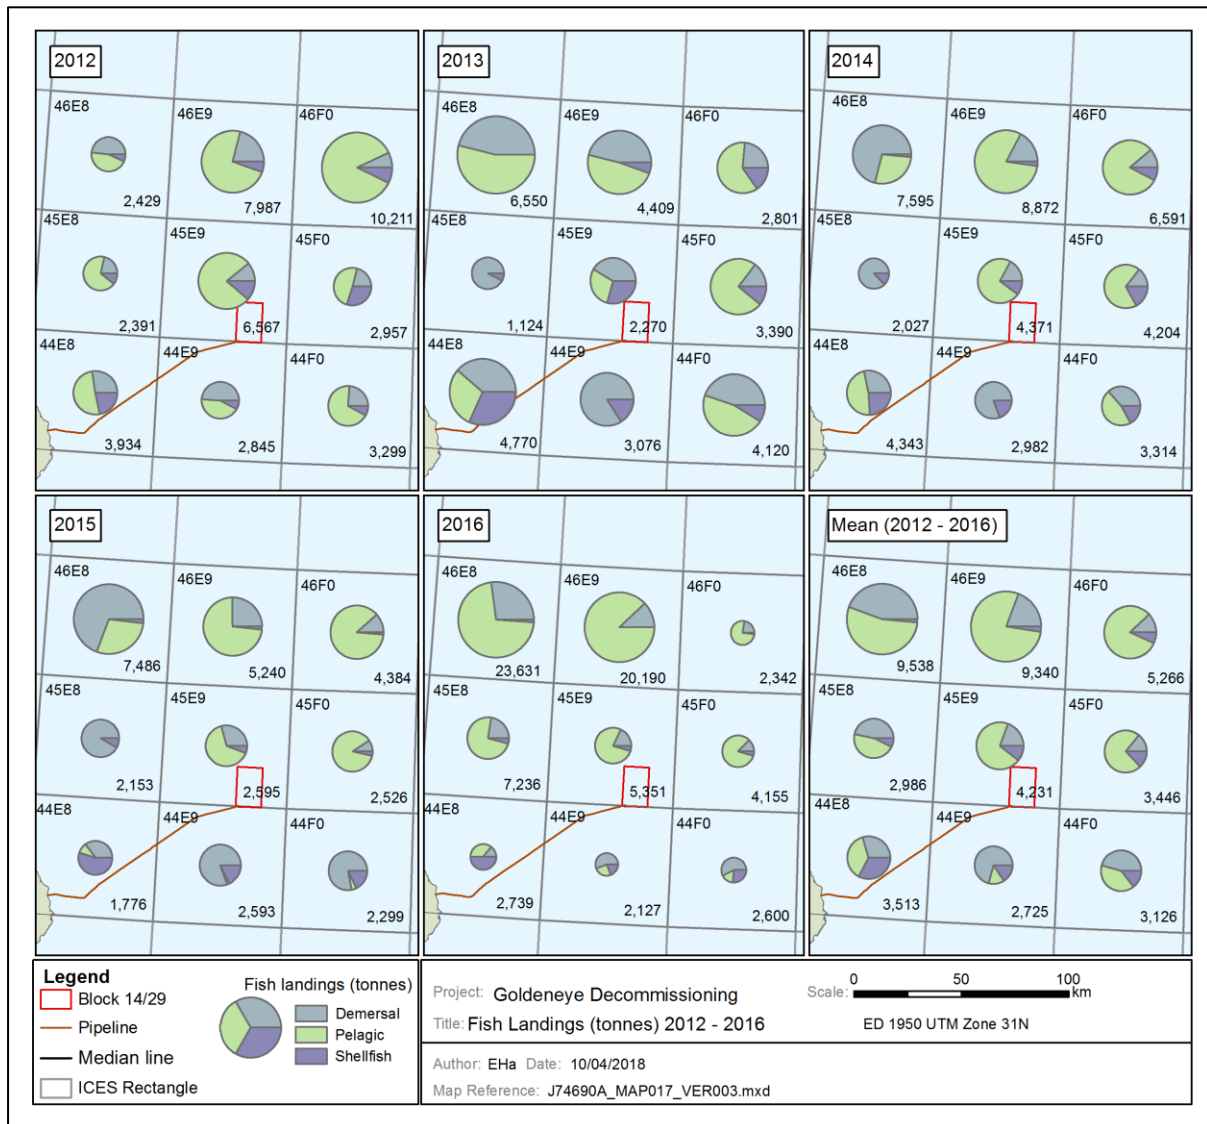 2012
46E8
46E9
46F0
2,429
7,987
10,211
45E8
45E9
45F0
2,391
6,567
2,957
44E8
44E9
44F0
3,934
2,845
3,299
2013
46E8
46E9
46F0
6,550
4,409
2,801
45E8
45E9
45F0
1,124
2,270
3,390
44E8
44E9
44F0
4,770
3,076
4,120
2014
46E8
46E9
46F0
7,595
8,872
6,591
45E8
45E9
45F0
2,027
4,371
4,204
44E8
44E9
44F0
4,343
2,982
3,314
2015
46E8
46E9
46F0
7,486
5,240
4,384
45E8
45E9
45F0
2,153
2,595
2,526
44E8
44E9
44F0
1,776
2,593
2,299
2016
46E8
46E9
46F0
23,631
20,190
2,342
45E8
45E9
45F0
7,236
5,351
4,155
44E8
44E9
44F0
2,739
2,127
2,600
Mean (2012 - 2016)
46E8
46E9
46F0
9,538
9,340
5,266
45E8
45E9
45F0
2,986
4,231
3,446
44E8
44E9
44F0
3,513
2,725
3,126
Legend
Block 14/29
Pipeline
Median line
ICES Rectangle
Fish landings (tonnes)
Demersal
Pelagic
Shellfish
Project: Goldeneye Decommissioning
Title: Fish Landings (tonnes) 2012 - 2016
Scale: 0 50 100 km
ED 1950 UTM Zone 31N
Author: EHa Date: 10/04/2018
Map Reference: J74690A_MAP017_VER003.mxd